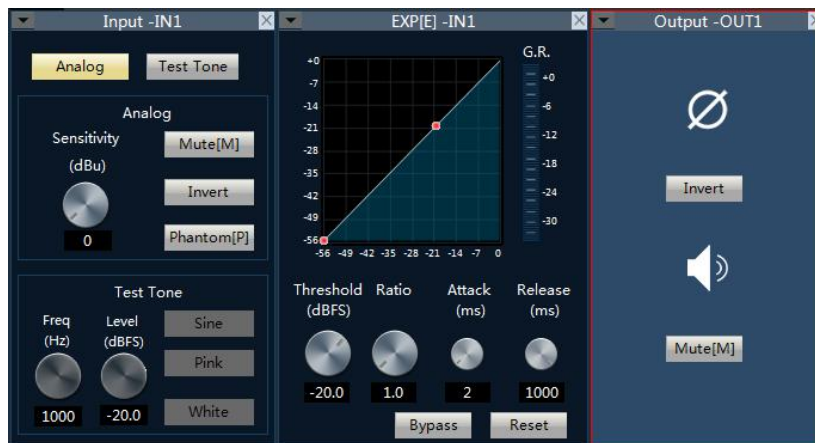 Input -IN1
Analog
Test Tone
Analog
Sensitivity
(dBu)
0
Mute[M]
Invert
Phantom[P]
Test Tone
Freq
(Hz)
1000
Level
(dBFS)
-20.0
Sine
Pink
White
EXP[E] -IN1
+0
-7
-14
-21
-28
-35
-42
-49
-56
-56 -49 -42 -35 -28 -21 -14 -7 0
G.R.
+0
-6
-12
-18
-24
-30
Threshold
(dBFS)
-20.0
Ratio
1.0
Attack
(ms)
2
Release
(ms)
1000
Bypass
Reset
Output -OUT1
Ø
Invert
Mute[M]